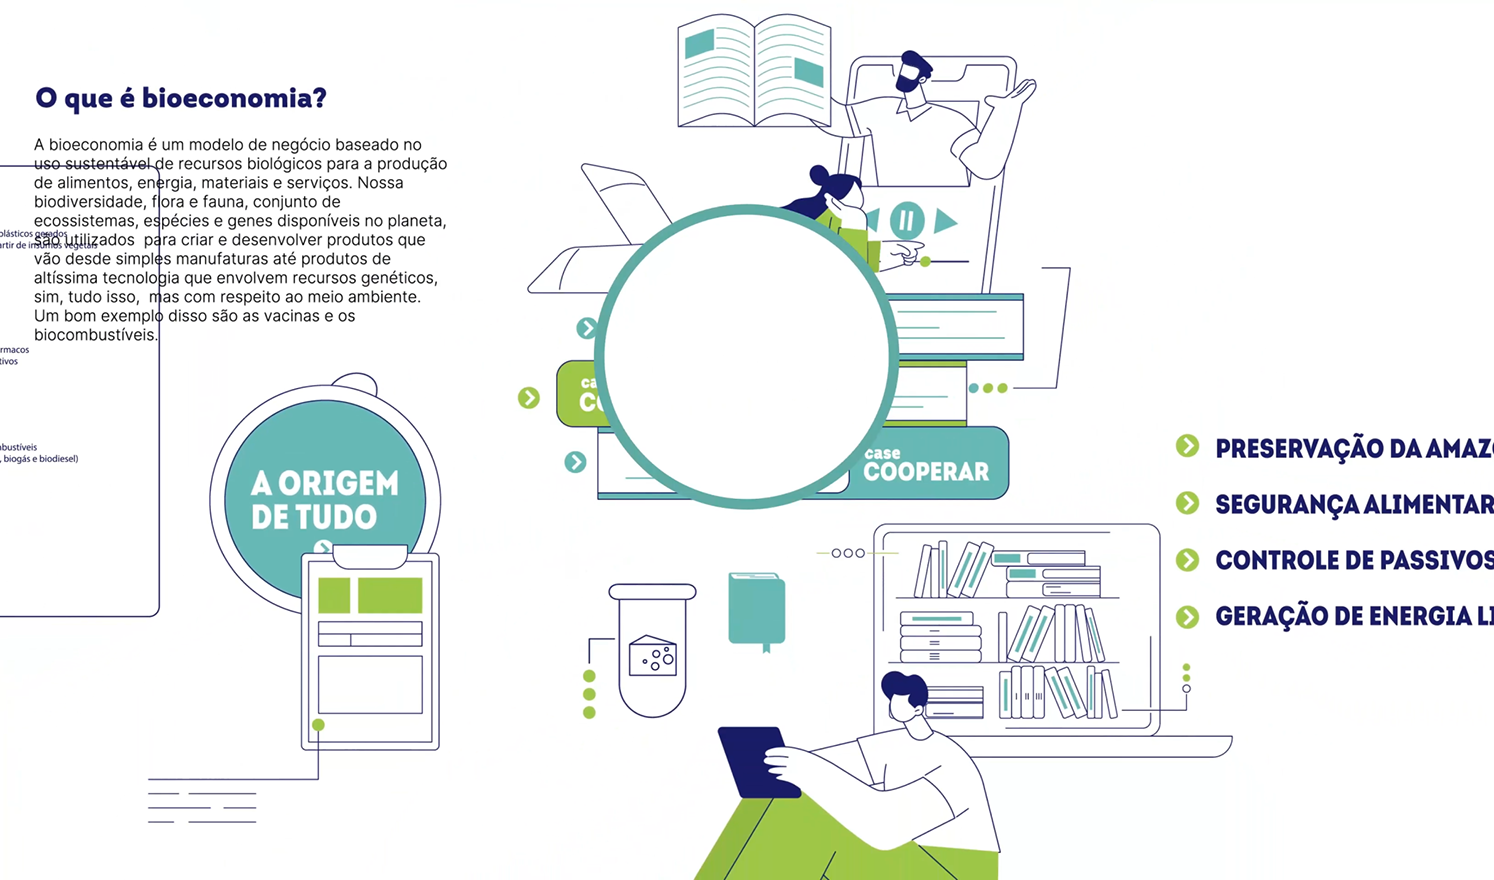 O que é bioeconomia?
A bioeconomia é um modelo de negócio baseado no
uso sustentável de recursos biológicos para a produção
de alimentos, energia, materiais e serviços. Nossa
biodiversidade, flora e fauna, conjunto de
ecossistemas, espécies e genes disponíveis no planeta,
são utilizados para criar e desenvolver produtos que
vão desde simples manufaturas até produtos de
altíssima tecnologia que envolvem recursos genéticos,
sim, tudo isso, mas com respeito ao meio ambiente.
Um bom exemplo disso são as vacinas e os
biocombustíveis.
plásticos gerados
artir de insumos vegetais
rmacos
tivos
bustíveis
, biogás e biodiesel)
A ORIGEM
DE TUDO
ca
CO
case
COOPERAR
PRESERVAÇÃO DA AMAZ
SEGURANÇA ALIMENTAR
CONTROLE DE PASSIVOS
GERAÇÃO DE ENERGIA LI